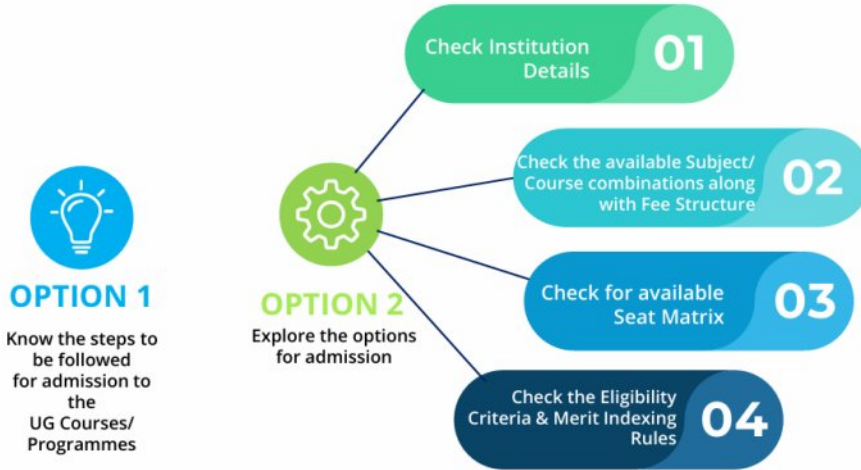 OPTION 1
Know the steps to
be followed
for admission to
the
UG Courses/
Programmes
OPTION 2
Explore the options
for admission
Check Institution
Details
01
Check the available Subject/
Course combinations along
with Fee Structure
02
Check for available
Seat Matrix
03
Check the Eligibility
Criteria & Merit Indexing
Rules
04